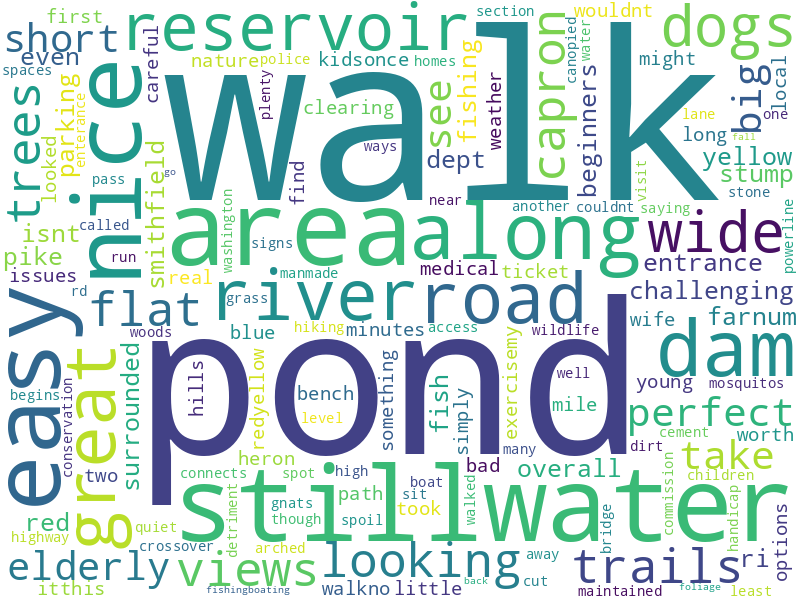 first
section
wouldnt
dogs
short
reservoir
walk
canopied
water
even
nature
police
kidsonce
homes
might
spaces
careful
plenty
see
fishing
weather
capron
beginners
big
local
nice
clearing
lane
one
trees
parking
enterance
looked
ways
dept
long
fall
yellow
pass
go
find
visit
stump
smithfield
near
another
couldnt
saying
stone
called
area
along
wide
powerline
isnt
run
signs
washington
pike
real
manmade
medical
ticket
entrance
issues
rd
flat
grass
river
road
challenging
easy
great
woods
blue
hiking
minutes
access
wildlife
wife
farnum
surrounded
hills
redyellow
pond
something
simply
exercisemy
well
dam
begins
conservation
bench
fish
mile
young
mosquitos
level
many
dirt
perfect
heron
bad
overall
cement
worth
two
connects
spot
high
boat
walked
take
children
red
quiet
path
sit
stillwater
commission
handicap
options
highway
detriment
gnats
though
spoil
took
bridge
crossover
arched
looking
away
trails
ri
elderly
views
walkno
little
cut
maintained
least
itthis
fishingboating
back
foliage